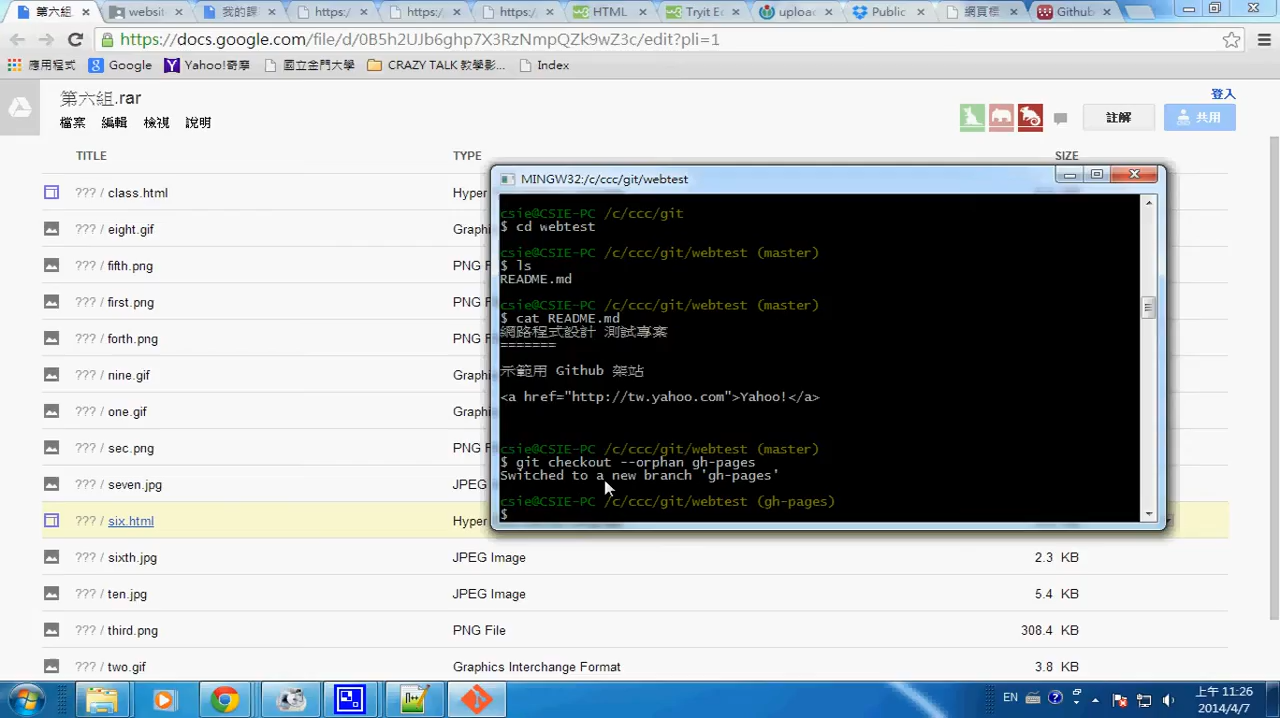 第六組
websit
我的課
https:/
https:/
https:/
HTML
Tryit Ec
upload
Public
網頁標
Github
https://docs.google.com/file/d/0B5h2UJb6ghp7X3RzNmpQZk9wZ3c/edit?pli=1
應用程式 Google Yahoo!奇摩 國立金門大學 CRAZY TALK 教學影... Index
第六組.rar
登入
檔案 編輯 檢視 說明
註解
共用
TITLE TYPE SIZE
??? / class.html Hyper
??? / eight.gif Graph
??? / fifth.png PNG F
??? / first.png PNG F
??? / forth.png PNG F
??? / nine.gif Graph
??? / one.gif Graph
??? / sec.png PNG F
??? / seven.jpg JPEG
??? / six.html Hyper
??? / sixth.jpg JPEG Image 2.3 KB
??? / ten.jpg JPEG Image 5.4 KB
??? / third.png PNG File 308.4 KB
??? / two.gif Graphics Interchange Format 3.8 KB
MINGW32:/c/ccc/git/webtest
csie@CSIE-PC /c/ccc/git
$ cd webtest
csie@CSIE-PC /c/ccc/git/webtest (master)
$ ls
README.md
csie@CSIE-PC /c/ccc/git/webtest (master)
$ cat README.md
網路程式設計 測試專案
=======
示範用 Github 架站
<a href="http://tw.yahoo.com">Yahoo!</a>
csie@CSIE-PC /c/ccc/git/webtest (master)
$ git checkout --orphan gh-pages
Switched to a new branch 'gh-pages'
csie@CSIE-PC /c/ccc/git/webtest (gh-pages)
$
EN
上午 11:26
2014/4/7